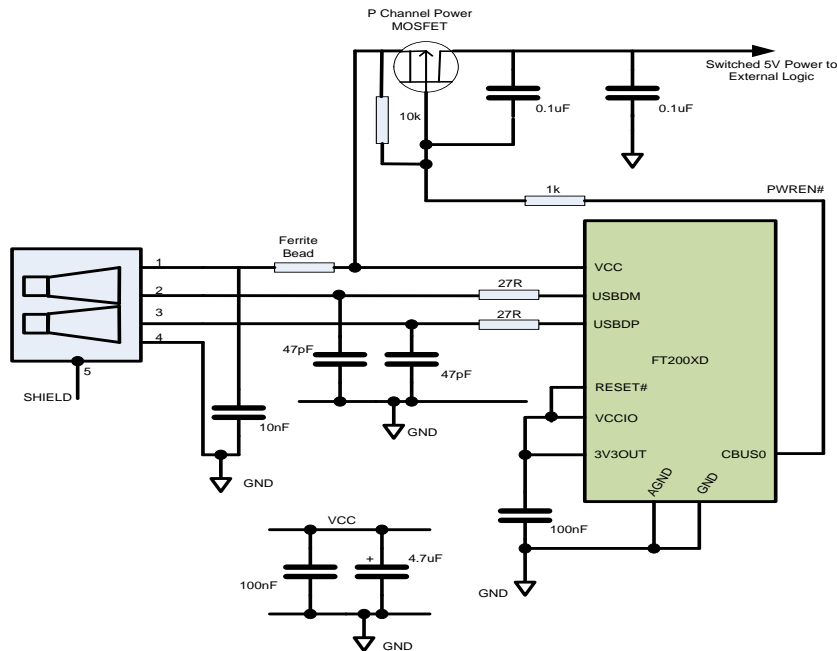 P Channel Power
MOSFET
Switched 5V Power to
External Logic
0.1uF
0.1uF
10k
1k
PWREN#
Ferrite
Bead
1
VCC
27R
2
USBDM
27R
3
USBDP
4
47pF
47pF
FT200XD
5
SHIELD
RESET#
10nF
VCCIO
GND
3V3OUT
CBUS0
GND
AGND
GND
VCC
100nF
+
4.7uF
100nF
GND
GND